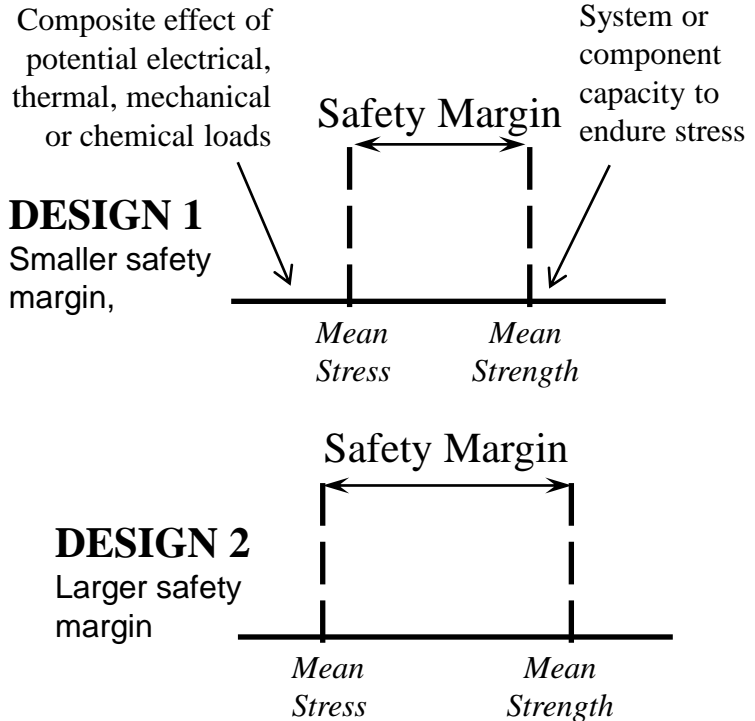 Composite effect of
potential electrical,
thermal, mechanical
or chemical loads
System or
component
capacity to
endure stress
Safety Margin
DESIGN 1
Smaller safety
margin,
Mean
Stress
Mean
Strength
Safety Margin
DESIGN 2
Larger safety
margin
Mean
Stress
Mean
Strength